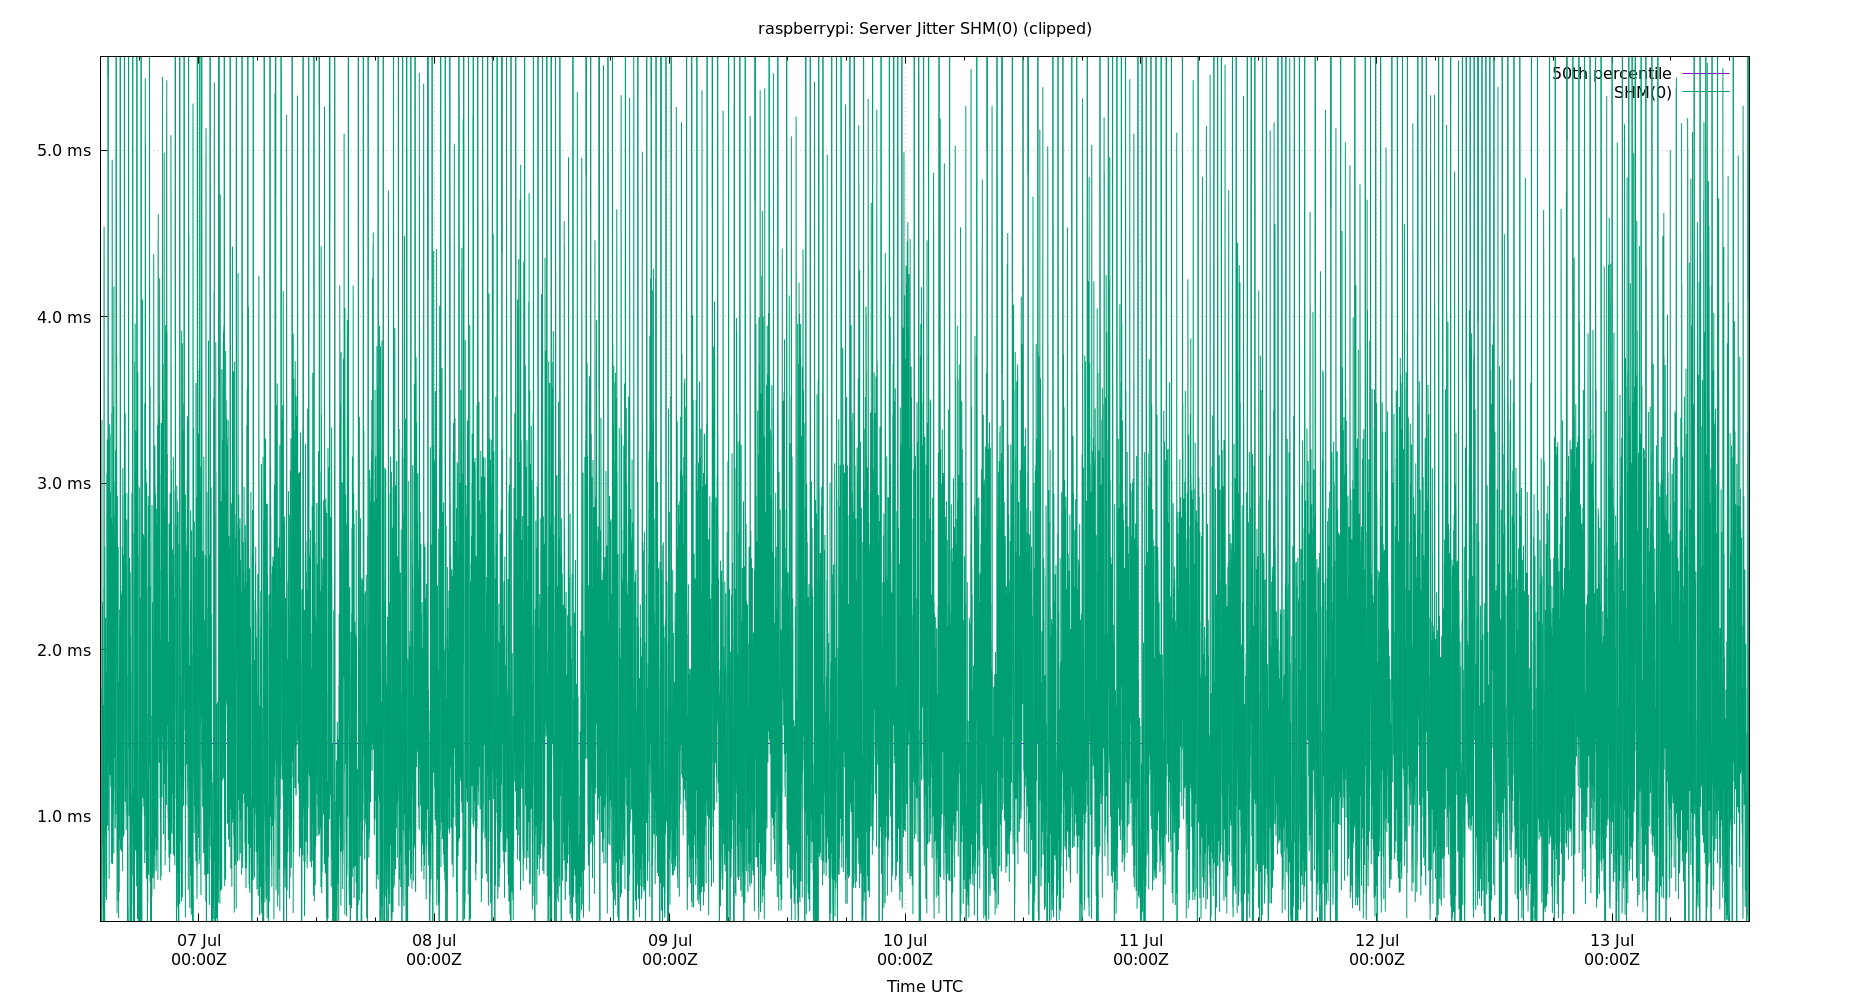 raspberrypi: Server Jitter SHM(0) (clipped)
50th percentile
SHM(0)
5.0 ms
4.0 ms
3.0 ms
2.0 ms
1.0 ms
07 Jul 08 Jul 09 Jul 10 Jul 11 Jul 12 Jul 13 Jul
00:00Z 00:00Z 00:00Z 00:00Z 00:00Z 00:00Z 00:00Z
Time UTC